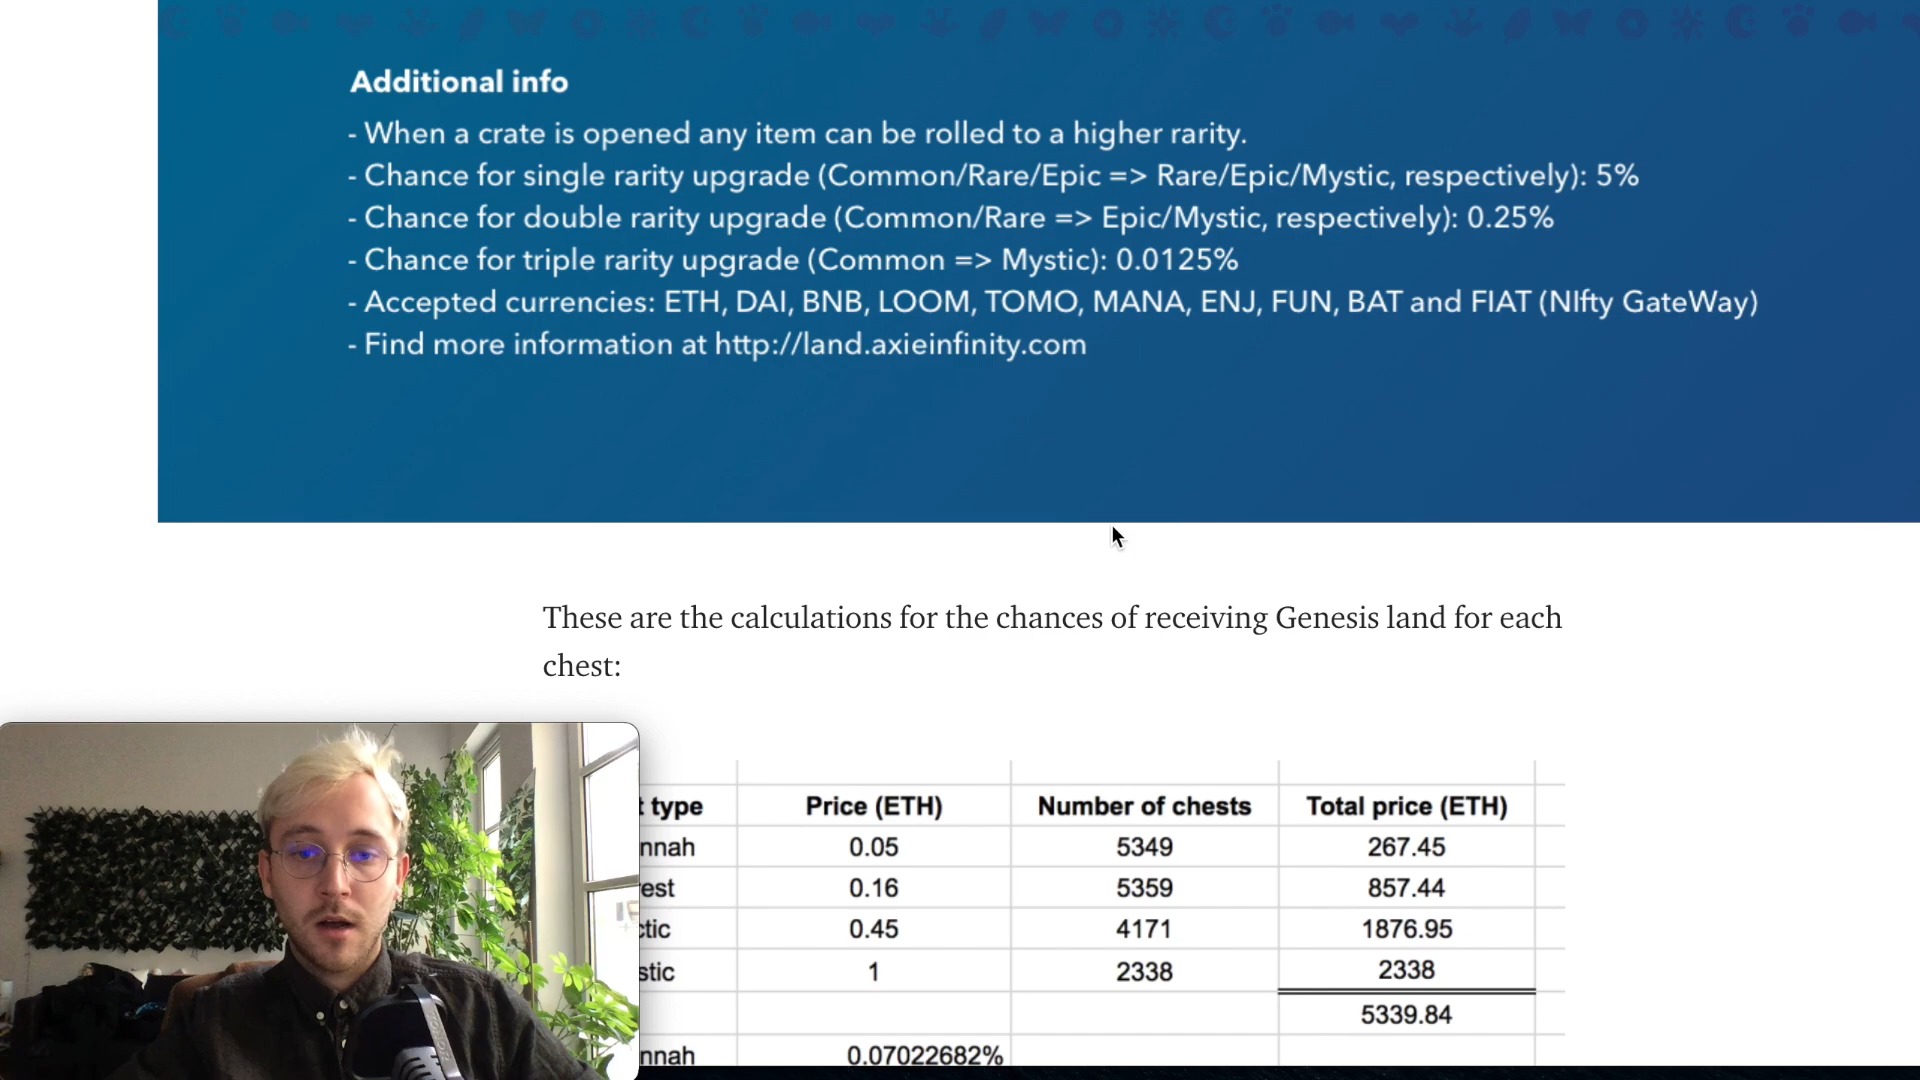 Additional info
- When a crate is opened any item can be rolled to a higher rarity.
- Chance for single rarity upgrade (Common/Rare/Epic => Rare/Epic/Mystic, respectively): 5%
- Chance for double rarity upgrade (Common/Rare => Epic/Mystic, respectively): 0.25%
- Chance for triple rarity upgrade (Common => Mystic): 0.0125%
- Accepted currencies: ETH, DAI, BNB, LOOM, TOMO, MANA, ENJ, FUN, BAT and FIAT (NIfty GateWay)
- Find more information at http://land.axieinfinity.com
These are the calculations for the chances of receiving Genesis land for each
chest:
t type Price (ETH) Number of chests Total price (ETH)
nnah 0.05 5349 267.45
est 0.16 5359 857.44
ctic 0.45 4171 1876.95
stic 1 2338 2338
5339.84
nnah 0.07022682%